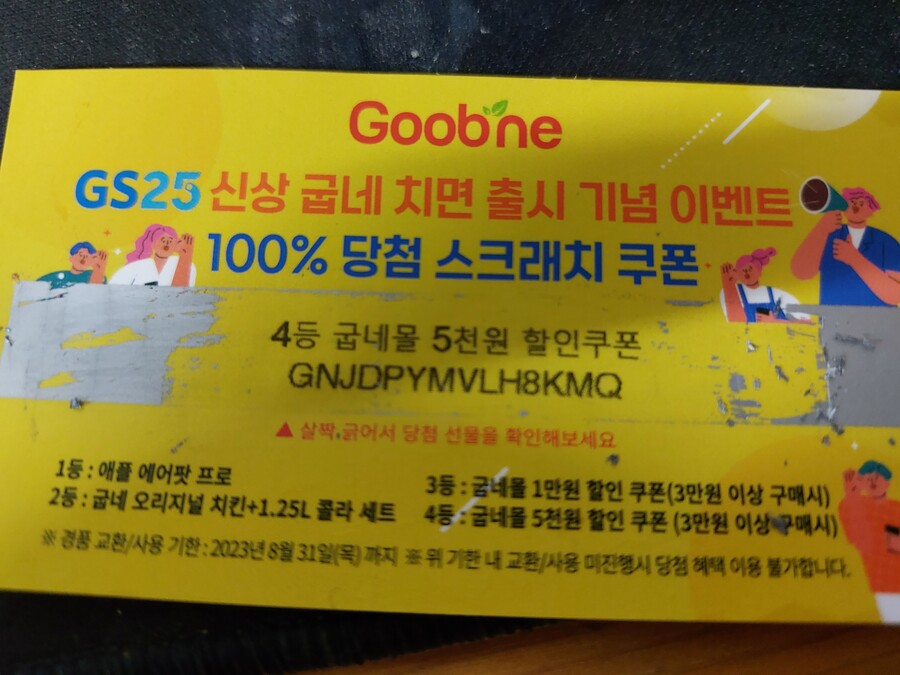 Goobne
GS25 신상 굽네 치면 출시 기념 이벤트
100% 당첨 스크래치 쿠폰
4등 굽네몰 5천원 할인쿠폰
GNJDPYMVLH8KMQ
▲ 살짝 긁어서 당첨 선물을 확인해보세요
1등 : 애플 에어팟 프로
2등 : 굽네 오리지널 치킨+1.25L 콜라 세트
3등 : 굽네몰 1만원 할인 쿠폰(3만원 이상 구매시)
4등 : 굽네몰 5천원 할인 쿠폰 (3만원 이상 구매시)
※ 경품 교환/사용 기한 : 2023년 8월 31일(목) 까지 ※ 위 기한 내 교환/사용 미진행시 당첨 혜택 이용 불가합니다.